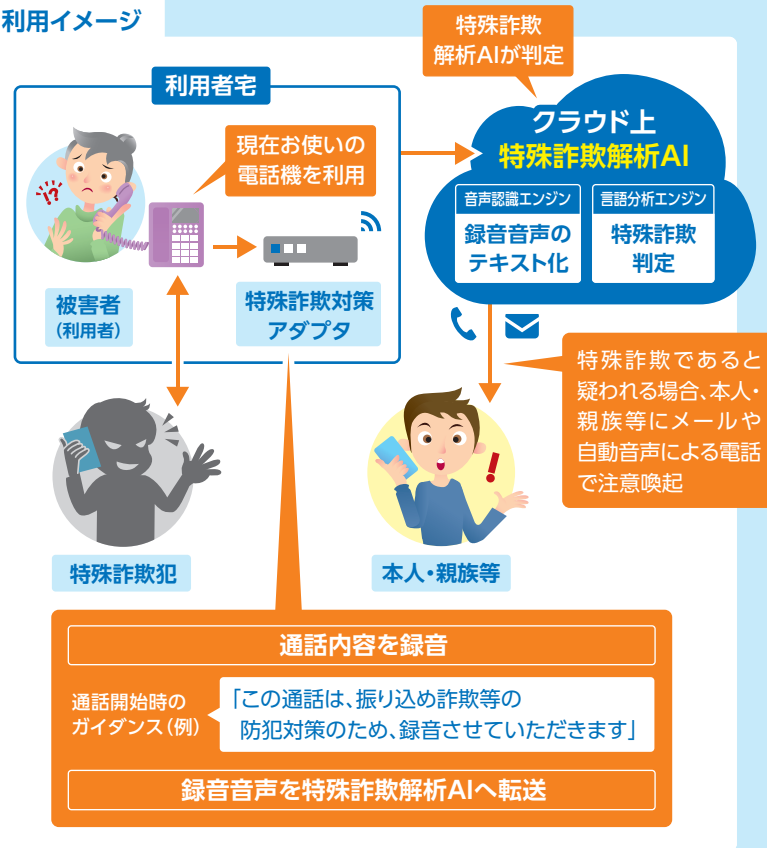 利用イメージ
特殊詐欺
解析AIが判定
利用者宅
クラウド上
特殊詐欺解析AI
現在お使いの
電話機を利用
音声認識エンジン
録音音声の
テキスト化
言語分析エンジン
特殊詐欺
判定
!?
被害者
(利用者)
特殊詐欺対策
アダプタ
特殊詐欺であると
疑われる場合、本人・
親族等にメールや
自動音声による電話
で注意喚起
!
特殊詐欺犯
本人・親族等
通話内容を録音
通話開始時の
ガイダンス(例)
「この通話は、振り込め詐欺等の
防犯対策のため、録音させていただきます」
録音音声を特殊詐欺解析AIへ転送